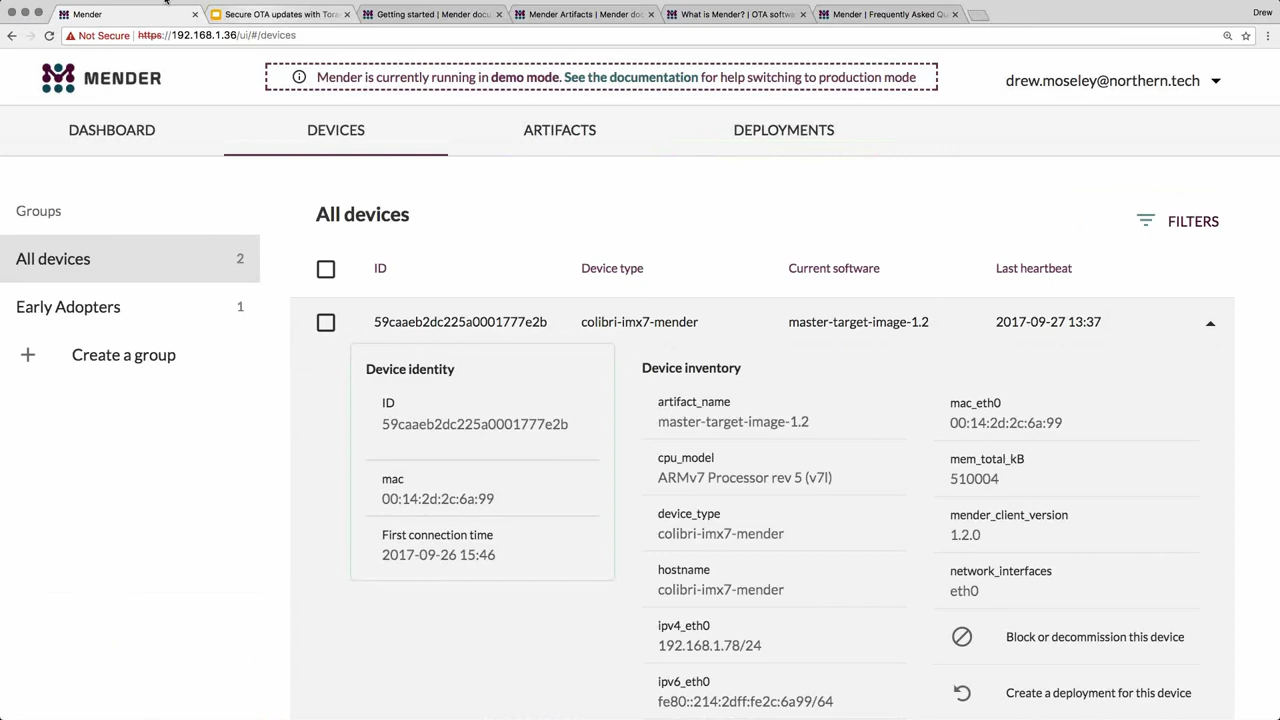 Mender
Secure OTA updates with Tora
Getting started | Mender docu
Mender Artifacts | Mender doc
What is Mender? | OTA softwa
Mender | Frequently Asked Qu
Drew
Not Secure https://192.168.1.36/ui/#/devices
MENDER
Mender is currently running in demo mode. See the documentation for help switching to production mode
drew.moseley@northern.tech
DASHBOARD
DEVICES
ARTIFACTS
DEPLOYMENTS
Groups
All devices 2
Early Adopters 1
Create a group
All devices
FILTERS
ID Device type Current software Last heartbeat
59caaeb2dc225a0001777e2b colibri-imx7-mender master-target-image-1.2 2017-09-27 13:37
Device identity
ID
59caaeb2dc225a0001777e2b
mac
00:14:2d:2c:6a:99
First connection time
2017-09-26 15:46
Device inventory
artifact_name
master-target-image-1.2
cpu_model
ARMv7 Processor rev 5 (v7l)
device_type
colibri-imx7-mender
hostname
colibri-imx7-mender
ipv4_eth0
192.168.1.78/24
ipv6_eth0
fe80::214:2dff:fe2c:6a99/64
mac_eth0
00:14:2d:2c:6a:99
mem_total_kB
510004
mender_client_version
1.2.0
network_interfaces
eth0
Block or decommission this device
Create a deployment for this device